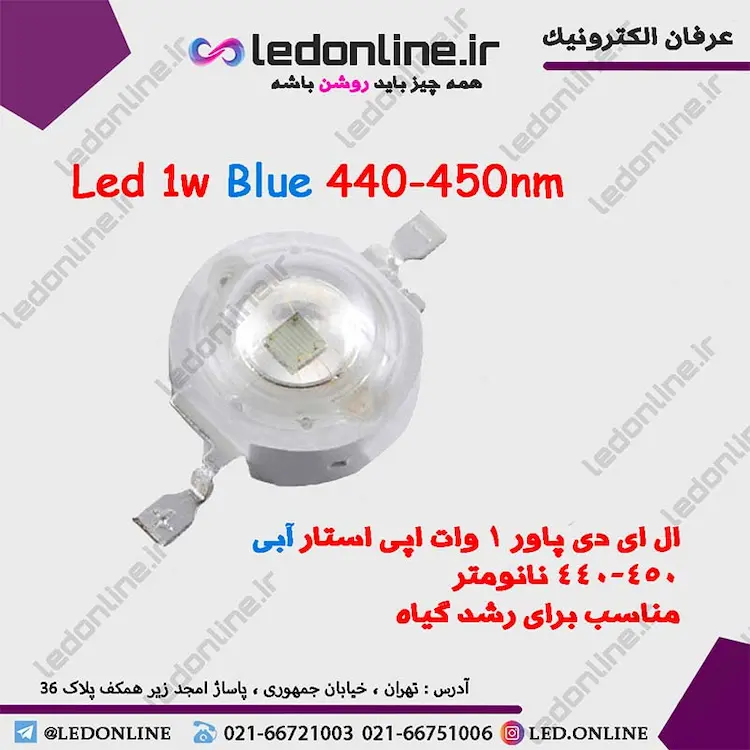 عرفان الکترونیک
ledonline.ir
همه چیز باید روشن باشه
Led 1w Blue 440-450nm
ال ای دی پاور ۱ وات اپی استار آبی
٤٤٠-٤٥٠ نانومتر
مناسب برای رشد گیاه
آدرس : تهران ، خیابان جمهوری ، پاساژ امجد زیر همکف پلاک 36
@LEDONLINE 021-66721003 021-66751006 LED.ONLINE